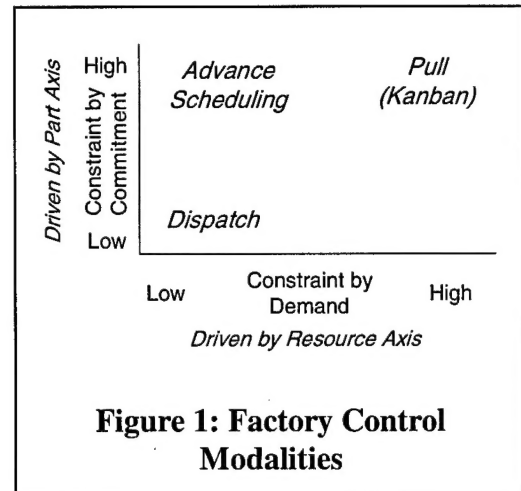 Driven by Part Axis
Constraint by
Commitment
High
Low
Advance
Scheduling
Pull
(Kanban)
Dispatch
Low
Constraint by
Demand
High
Driven by Resource Axis
Figure 1: Factory Control
Modalities